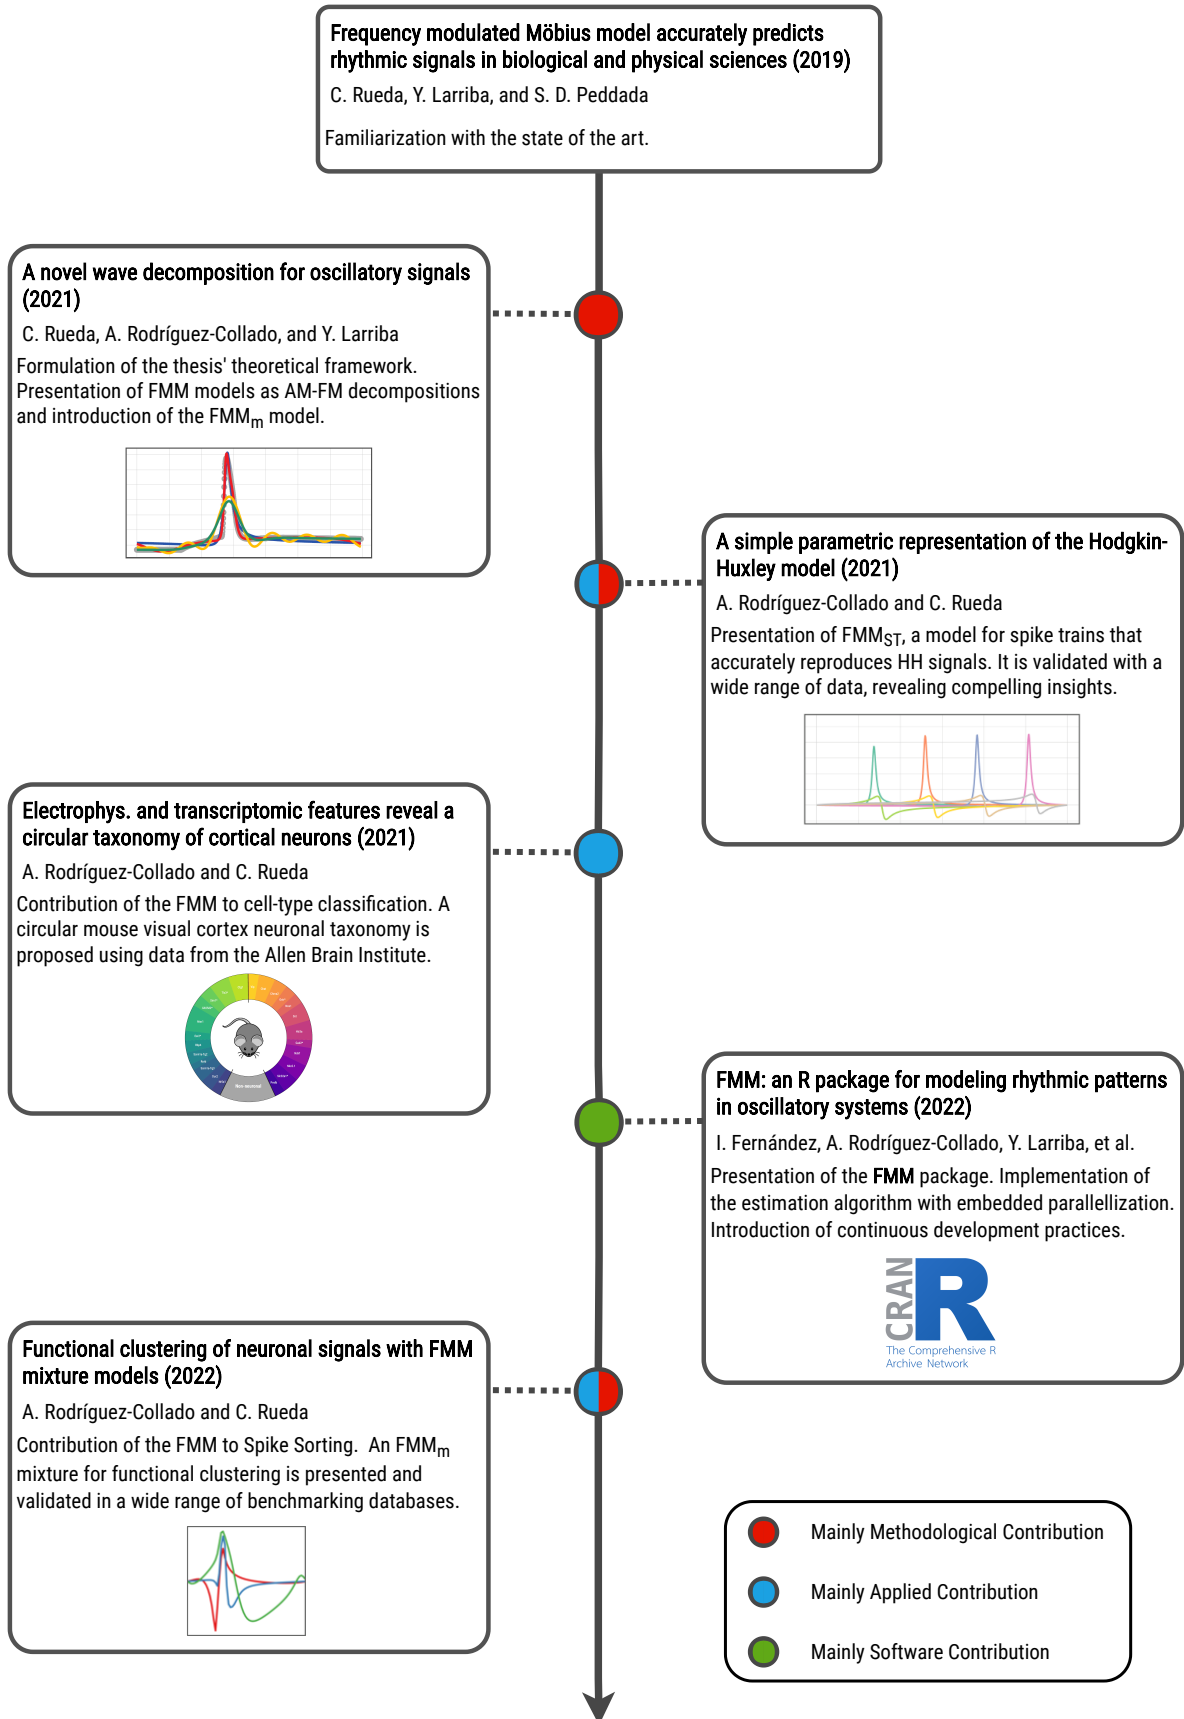 Frequency modulated Möbius model accurately predicts
rhythmic signals in biological and physical sciences (2019)
C. Rueda, Y. Larriba, and S. D. Peddada
Familiarization with the state of the art.
A novel wave decomposition for oscillatory signals
(2021)
C. Rueda, A. Rodríguez-Collado, and Y. Larriba
Formulation of the thesis' theoretical framework.
Presentation of FMM models as AM-FM decompositions
and introduction of the FMMm model.
A simple parametric representation of the Hodgkin-
Huxley model (2021)
A. Rodríguez-Collado and C. Rueda
Presentation of FMMST, a model for spike trains that
accurately reproduces HH signals. It is validated with a
wide range of data, revealing compelling insights.
Electrophys. and transcriptomic features reveal a
circular taxonomy of cortical neurons (2021)
A. Rodríguez-Collado and C. Rueda
Contribution of the FMM to cell-type classification. A
circular mouse visual cortex neuronal taxonomy is
proposed using data from the Allen Brain Institute.
Non neuronal
FMM: an R package for modeling rhythmic patterns
in oscillatory systems (2022)
I. Fernández, A. Rodríguez-Collado, Y. Larriba, et al.
Presentation of the FMM package. Implementation of
the estimation algorithm with embedded parallellization.
Introduction of continuous development practices.
CRAN
R
The Comprehensive R
Archive Network
Functional clustering of neuronal signals with FMM
mixture models (2022)
A. Rodríguez-Collado and C. Rueda
Contribution of the FMM to Spike Sorting. An FMMm
mixture for functional clustering is presented and
validated in a wide range of benchmarking databases.
Mainly Methodological Contribution
Mainly Applied Contribution
Mainly Software Contribution